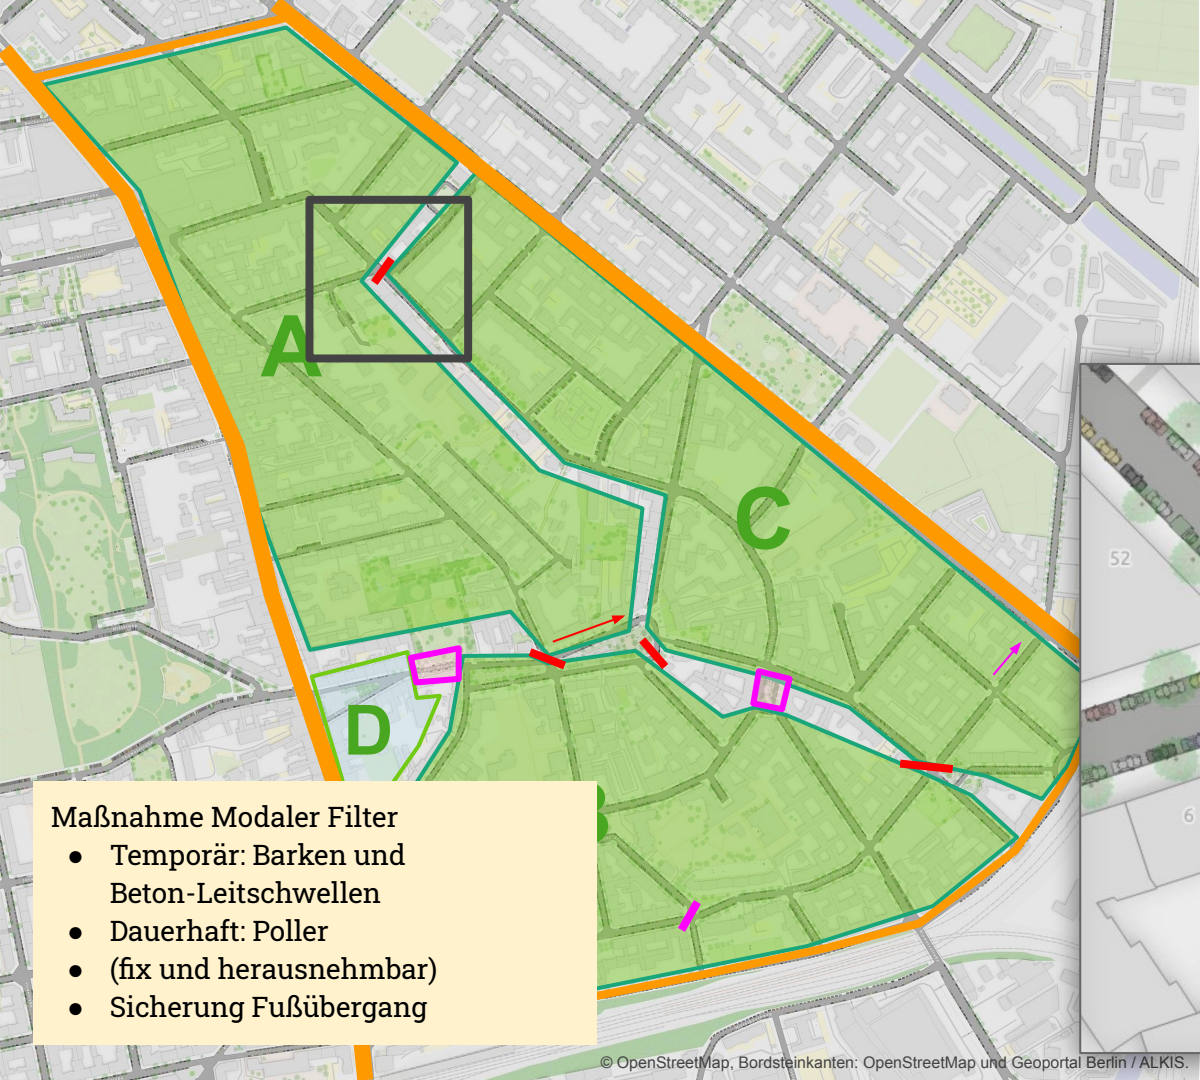 A
C
52
D
6
Maßnahme Modaler Filter
● Temporär: Barken und
Beton-Leitschwellen
● Dauerhaft: Poller
● (fix und herausnehmbar)
● Sicherung Fußübergang
© OpenStreetMap, Bordsteinkanten: OpenStreetMap und Geoportal Berlin / ALKIS.